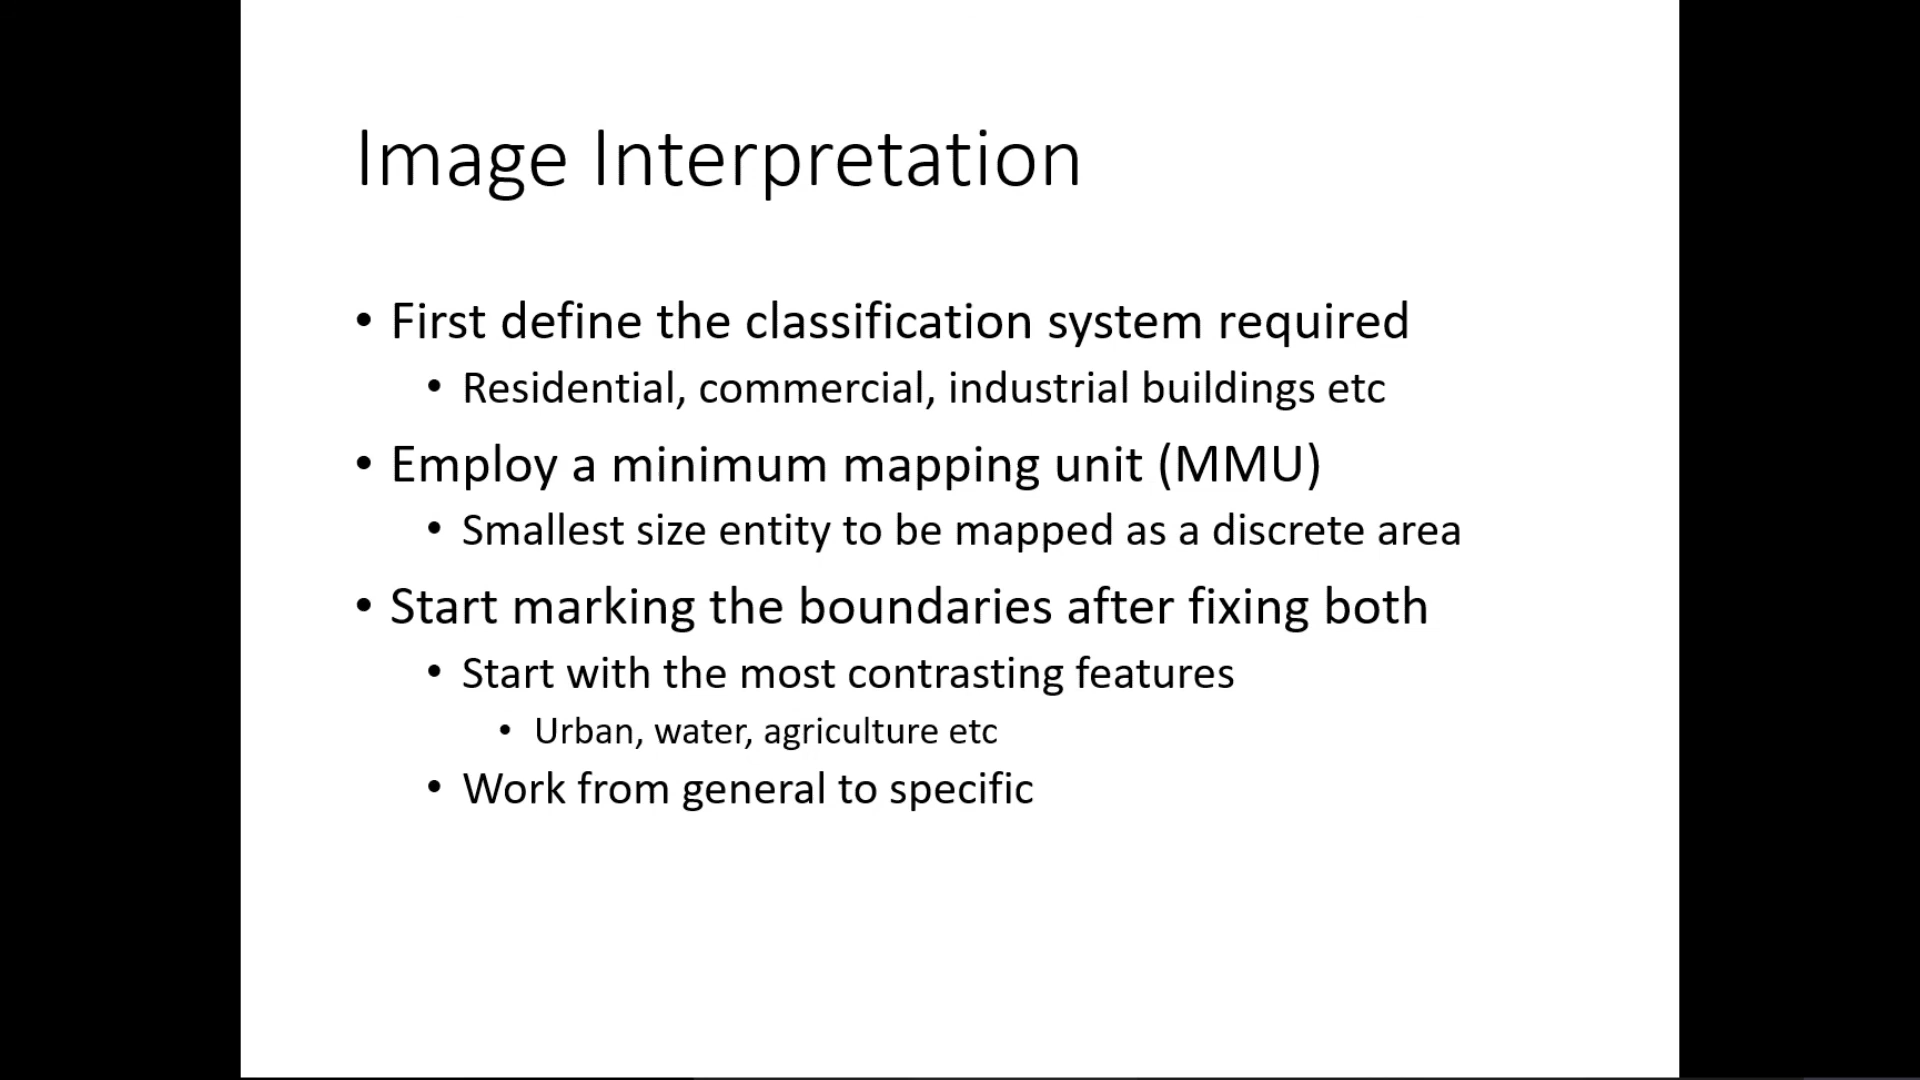 Image Interpretation
• First define the classification system required
• Residential, commercial, industrial buildings etc
• Employ a minimum mapping unit (MMU)
• Smallest size entity to be mapped as a discrete area
• Start marking the boundaries after fixing both
• Start with the most contrasting features
• Urban, water, agriculture etc
• Work from general to specific